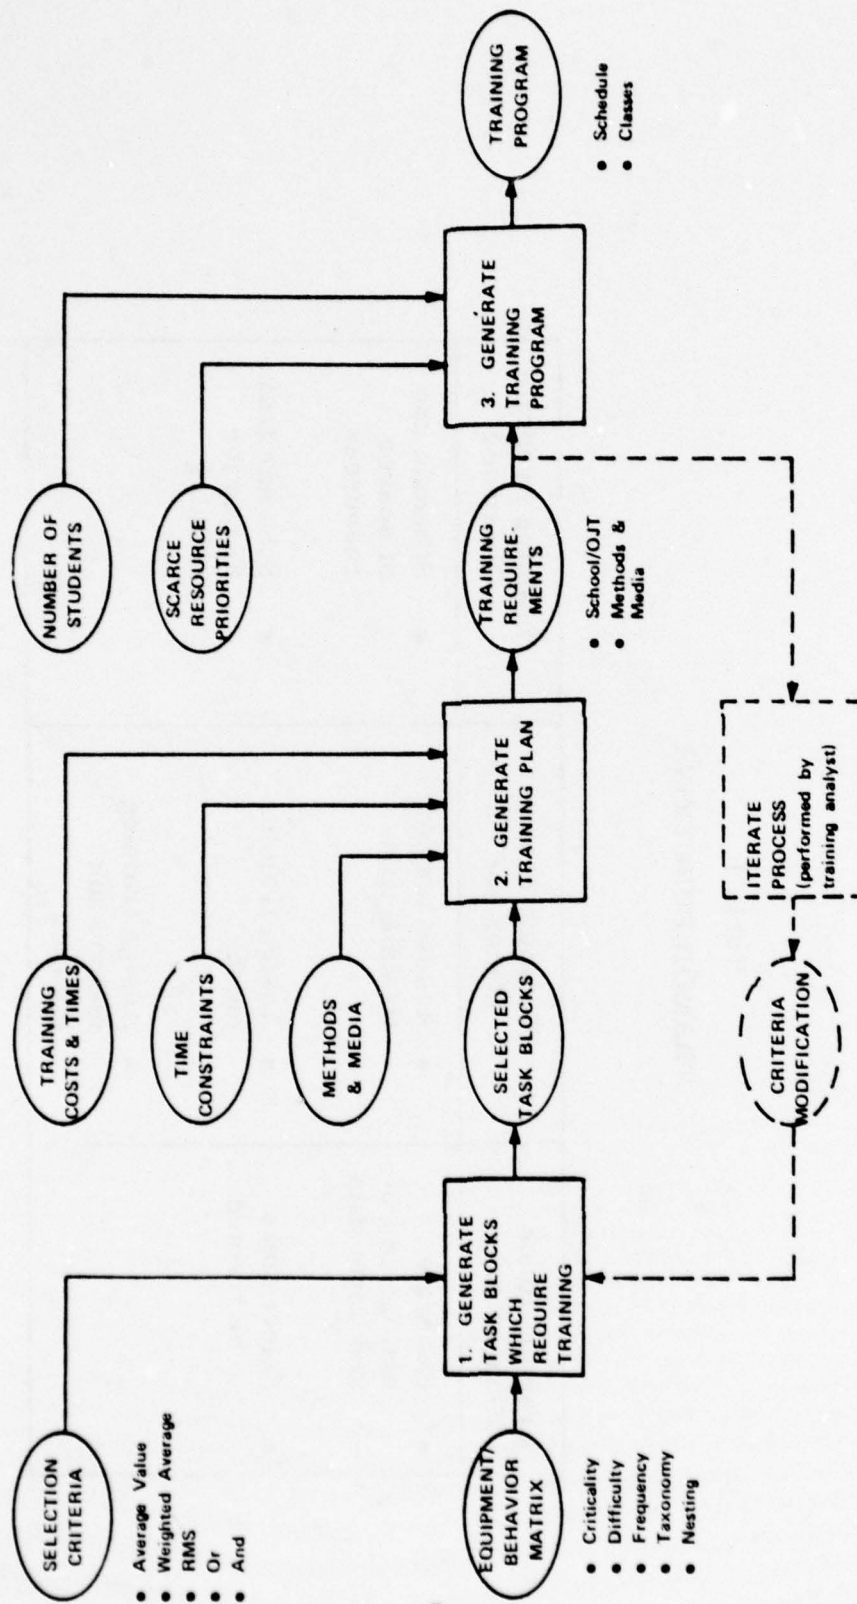 SELECTION
CRITERIA
• Average Value
• Weighted Average
• RMS
• Or
• And
EQUIPMENT/
BEHAVIOR
MATRIX
• Criticality
• Difficulty
• Frequency
• Taxonomy
• Nesting
1. GENERATE
TASK BLOCKS
WHICH
REQUIRE
TRAINING
TRAINING
COSTS & TIMES
TIME
CONSTRAINTS
METHODS
& MEDIA
SELECTED
TASK BLOCKS
2. GENERATE
TRAINING PLAN
NUMBER OF
STUDENTS
SCARCE
RESOURCE
PRIORITIES
TRAINING
REQUIRE-
MENTS
• School/OJT
• Methods &
Media
3. GENERATE
TRAINING
PROGRAM
TRAINING
PROGRAM
• Schedule
• Classes
CRITERIA
MODIFICATION
ITERATE
PROCESS
(performed by
training analyst)